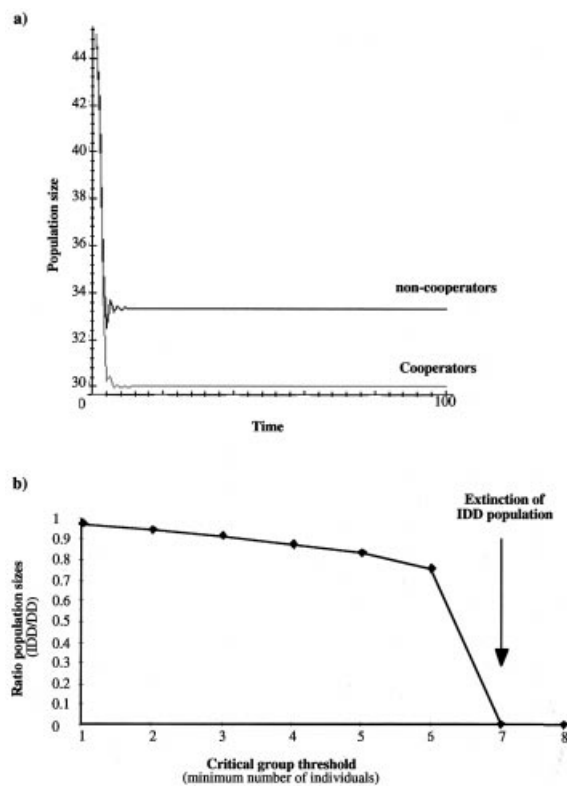 a)
Population size
44
42
40
38
36
33
32
30
0
100
Time
non-cooperators
Cooperators
b)
Extinction of
IDD population
Ratio population sizes
(IDD/DD)
1
0.9
0.8
0.7
0.6
0.5
0.4
0.3
0.2
0.1
0
1 2 3 4 5 6 7 8
Critical group threshold
(minimum number of individuals)